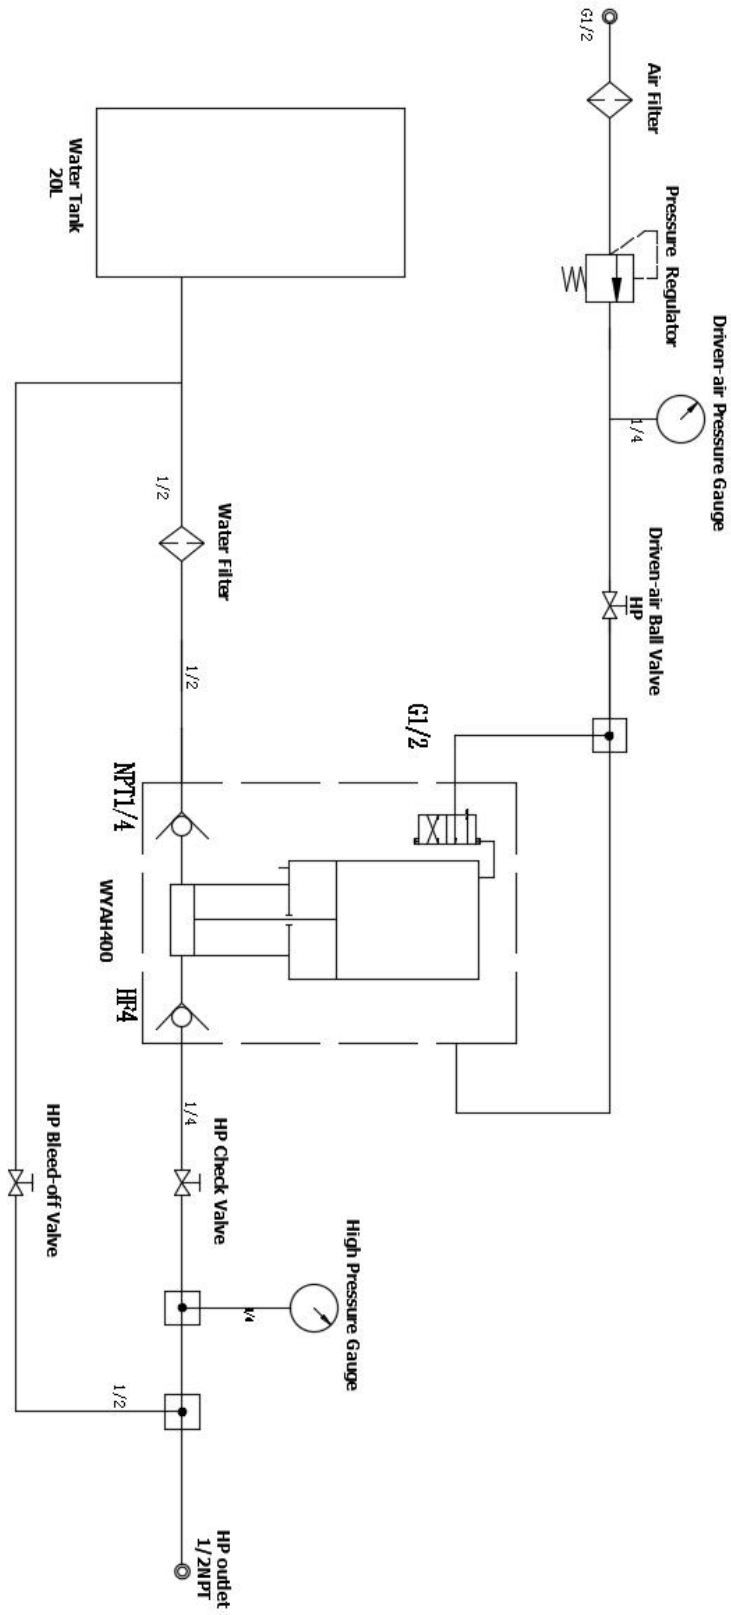 G1/2
Air Filter
Pressure Regulator
Driven-air Pressure Gauge
1/4
Driven-air Ball Valve
HP
G1/2
Water Tank
20L
1/2
Water Filter
1/2
NPT1/4
WYAH400
HF4
1/4
HP Check Valve
High Pressure Gauge
1/4
HP Bleed-off Valve
1/2
HP outlet
1/2NPT